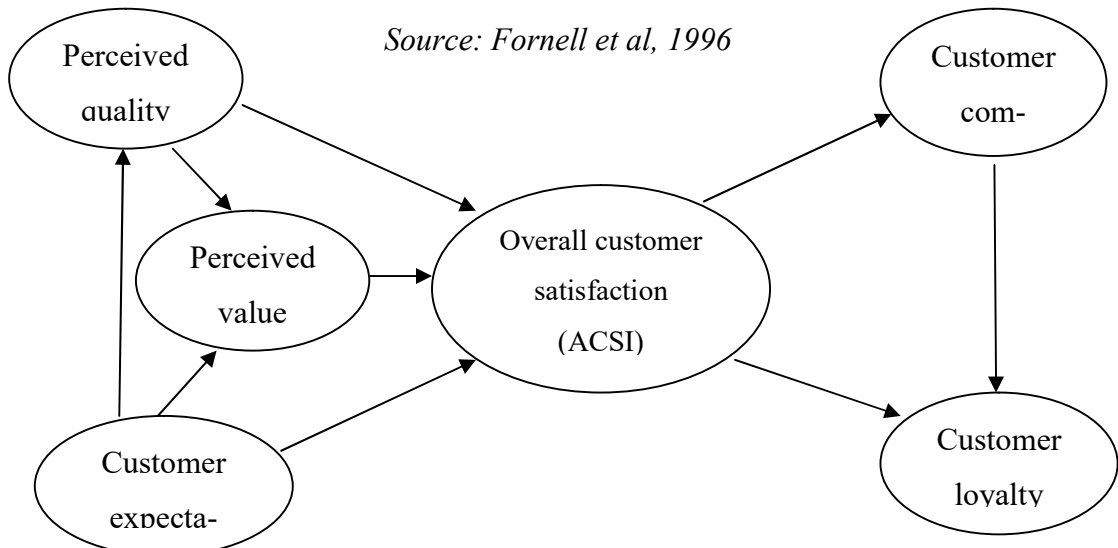 Source: Fornell et al, 1996
Perceived
quality
Customer
com-
Perceived
value
Overall customer
satisfaction
(ACSI)
Customer
expecta-
Customer
loyalty